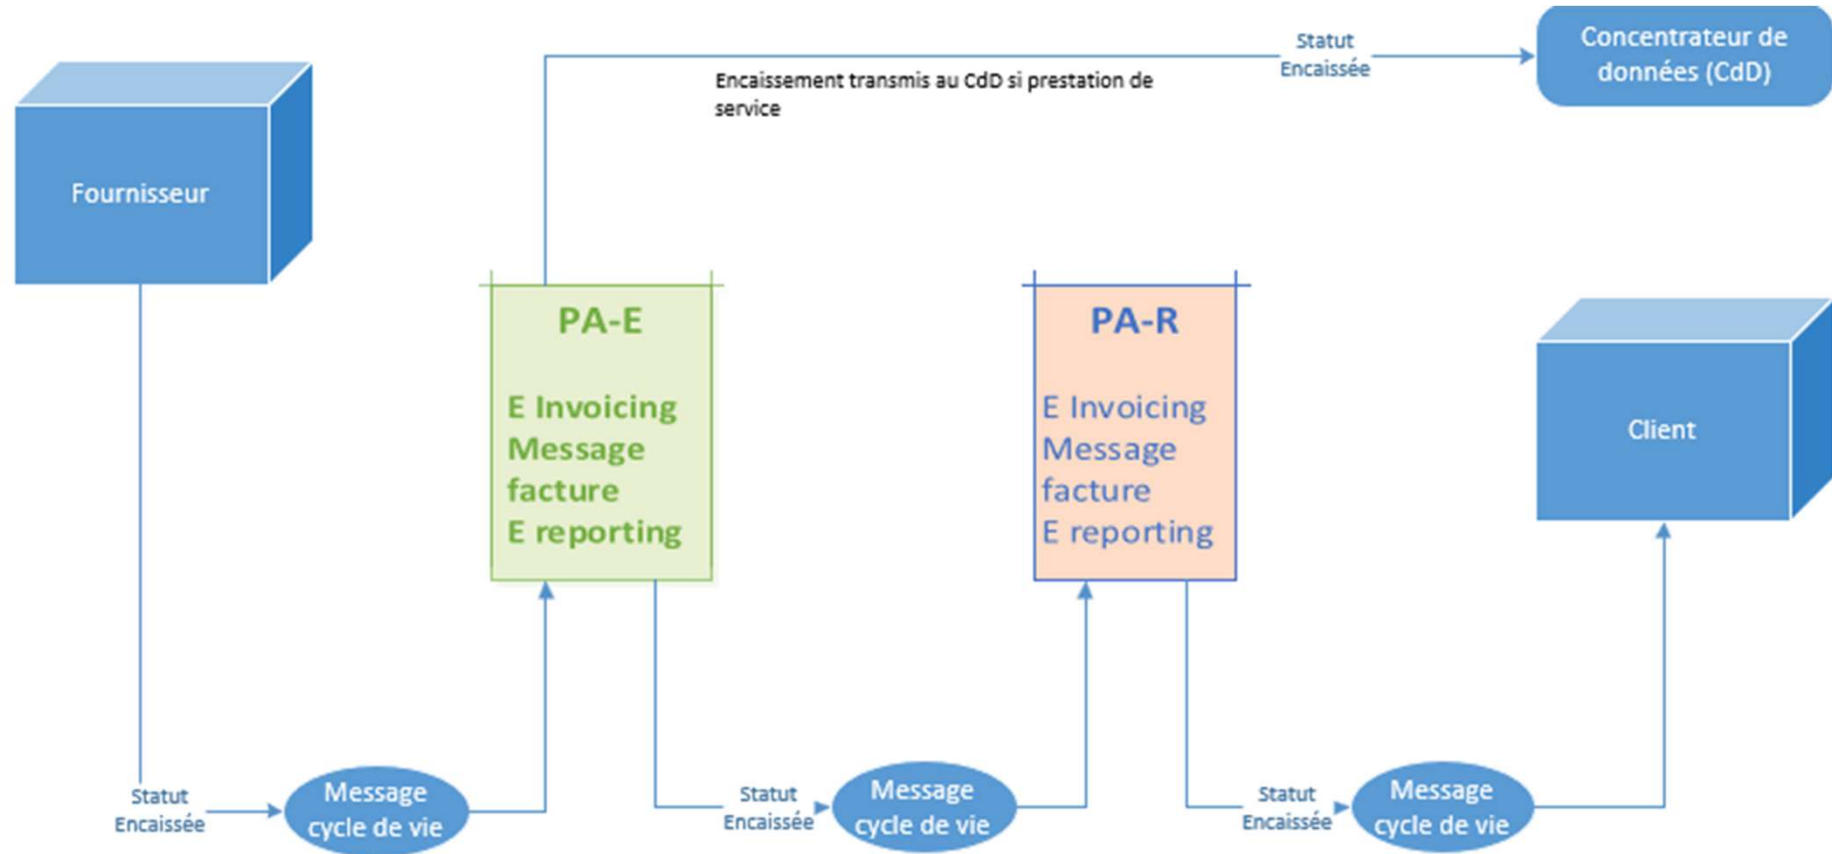 Statut
Encaissée
Concentrateur de
données (CdD)
Encaissement transmis au CdD si prestation de
service
Fournisseur
PA-E
E Invoicing
Message
facture
E reporting
PA-R
E Invoicing
Message
facture
E reporting
Client
Statut
Encaissée
Message
cycle de vie
Statut
Encaissée
Message
cycle de vie
Statut
Encaissée
Message
cycle de vie